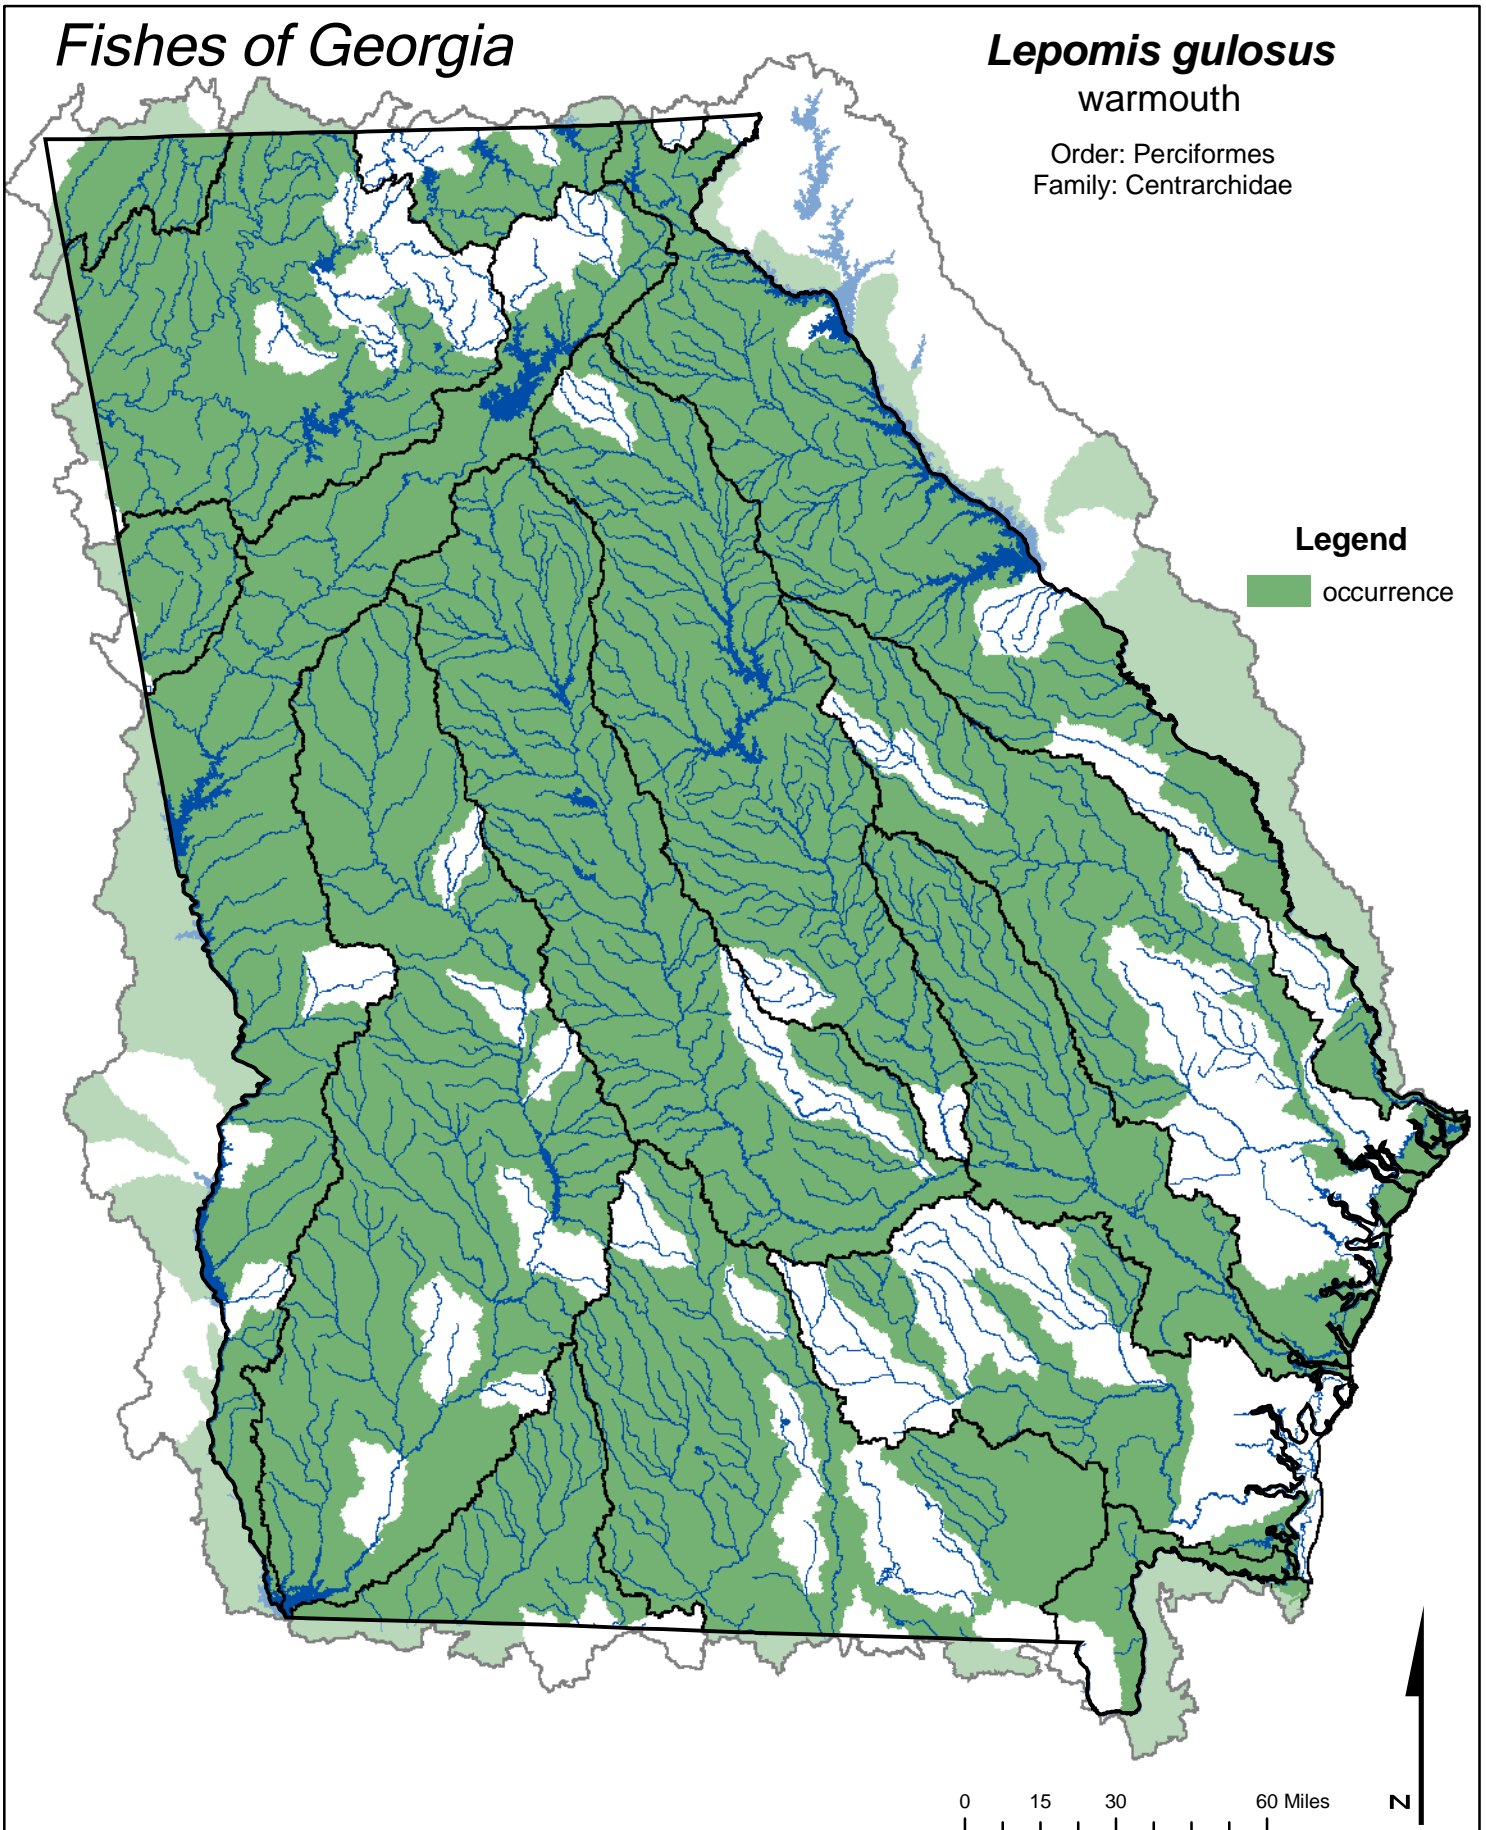 Fishes of Georgia
Lepomis gulosus
warmouth
Order: Perciformes
Family: Centrarchidae
Legend
occurrence
0 15 30 60 Miles
N